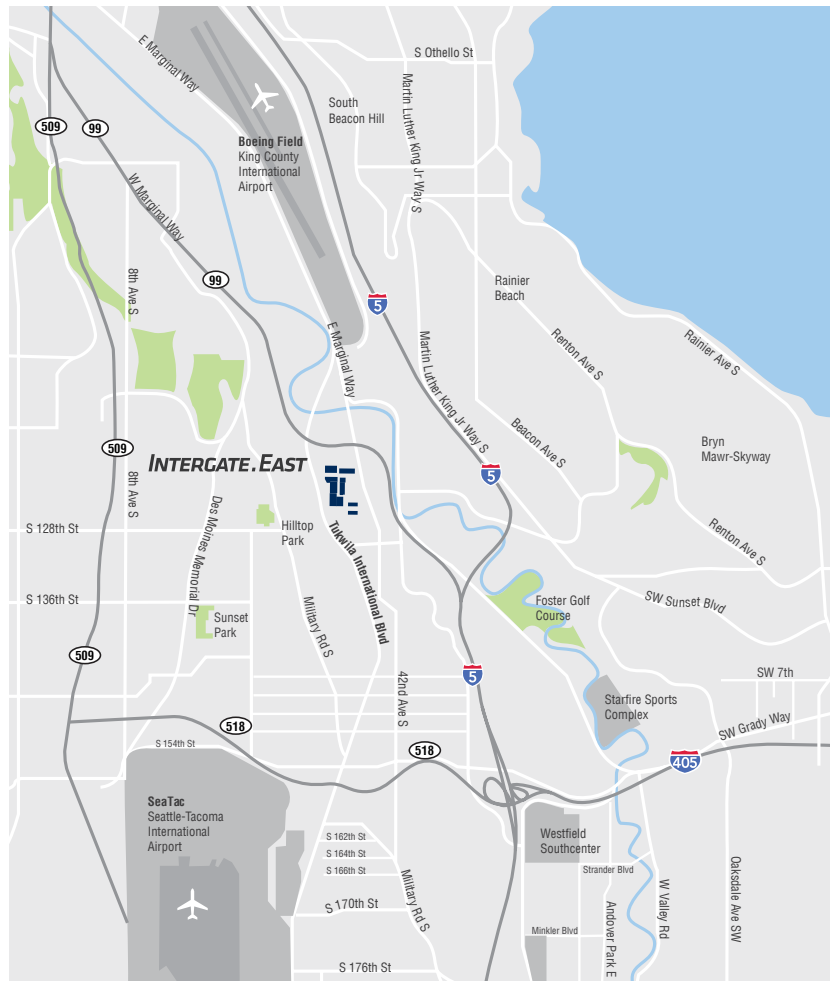 E Marginal Way
S Othello St
South
Beacon Hill
Martin Luther King Jr Way S
509
99
Boeing Field
King County
International
Airport
W Marginal Way
99
8th Ave S
5
Rainier
Beach
E Marginal Way
Martin Luther King Jr Way S
Renton Ave S
Rainier Ave S
Beacon Ave S
Bryn
Mawr-Skyway
509
INTERGATE.EAST
5
8th Ave S
Des Moines Memorial Dr
S 128th St
Hilltop
Park
Tukwila International Blvd
Renton Ave S
S 136th St
Sunset
Park
Military Rd S
Foster Golf
Course
SW Sunset Blvd
509
42nd Ave S
5
SW 7th
Starfire Sports
Complex
SW Grady Way
518
S 154th St
518
405
SeaTac
Seattle-Tacoma
International
Airport
S 162th St
S 164th St
S 166th St
Westfield
Southcenter
Strander Blvd
S 170th St
Military Rd S
Andover Park E
W Valley Rd
Oaksdale Ave SW
Minkler Blvd
S 176th St